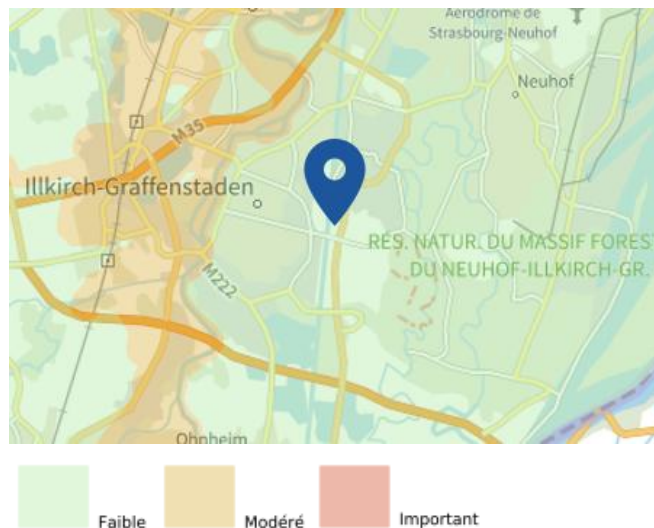 Aérodrome de
Strasbourg-Neuhof
Neuhof
M35
Illkirch-Graffenstaden
RÉS. NATUR. DU MASSIF FOREST
DU NEUHOF-ILLKIRCH-GR.
M222
Ohnheim
Faible
Modéré
Important